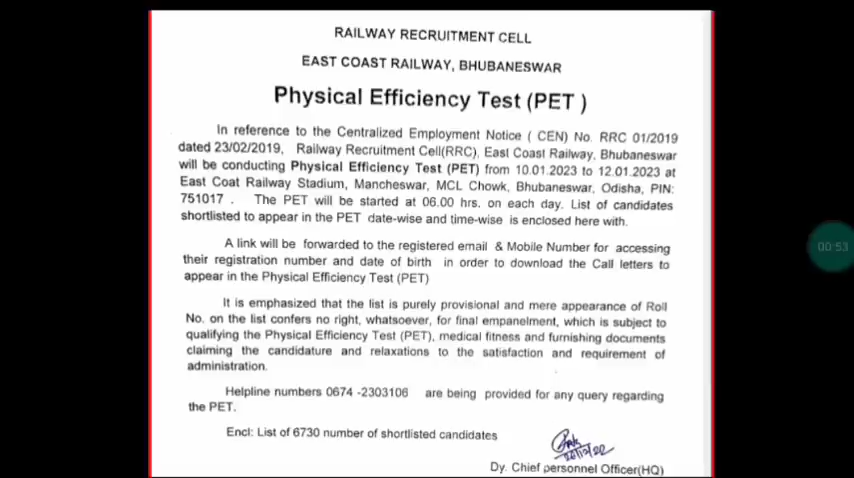 RAILWAY RECRUITMENT CELL
EAST COAST RAILWAY, BHUBANESWAR
Physical Efficiency Test (PET )
In reference to the Centralized Employment Notice ( CEN) No. RRC 01/2019
dated 23/02/2019, Railway Recruitment Cell(RRC), East Coast Railway, Bhubaneswar
will be conducting Physical Efficiency Test (PET) from 10.01.2023 to 12.01.2023 at
East Coat Railway Stadium, Mancheswar, MCL Chowk, Bhubaneswar, Odisha, PIN:
751017 . The PET will be started at 06.00 hrs. on each day. List of candidates
shortlisted to appear in the PET date-wise and time-wise is enclosed here with.
A link will be forwarded to the registered email & Mobile Number for accessing
their registration number and date of birth in order to download the Call letters to
appear in the Physical Efficiency Test (PET)
It is emphasized that the list is purely provisional and mere appearance of Roll
No. on the list confers no right, whatsoever, for final empanelment, which is subject to
qualifying the Physical Efficiency Test (PET), medical fitness and furnishing documents
claiming the candidature and relaxations to the satisfaction and requirement of
administration.
Helpline numbers 0674 -2303106 are being provided for any query regarding
the PET.
Encl: List of 6730 number of shortlisted candidates
26/12/22
Dy. Chief personnel Officer(HQ)
00:53